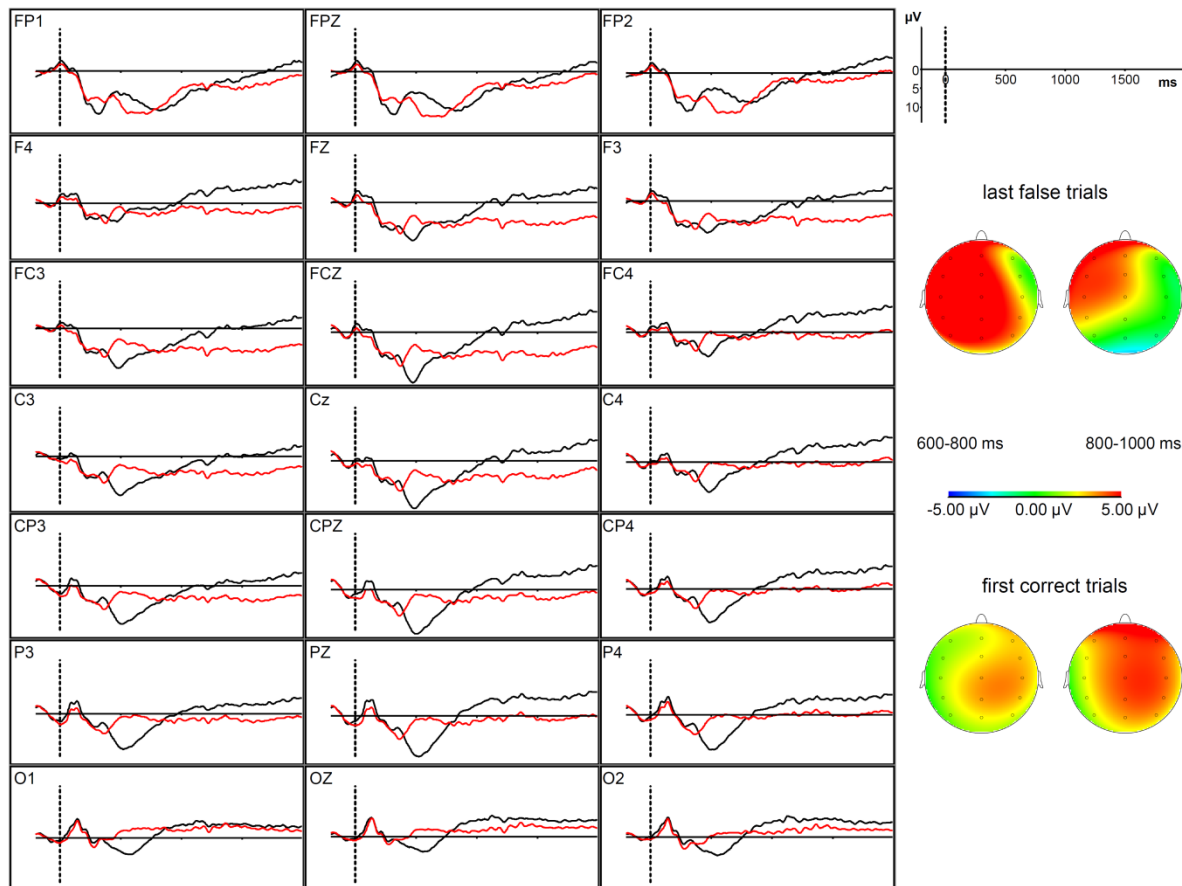 FP1 FPZ FP2
µV
0
0 500 1000 1500 ms
5
10
F4 FZ F3
last false trials
FC3 FCZ FC4
C3 Cz C4
600-800 ms 800-1000 ms
-5.00 µV 0.00 µV 5.00 µV
CP3 CPZ CP4
first correct trials
P3 PZ P4
O1 OZ O2